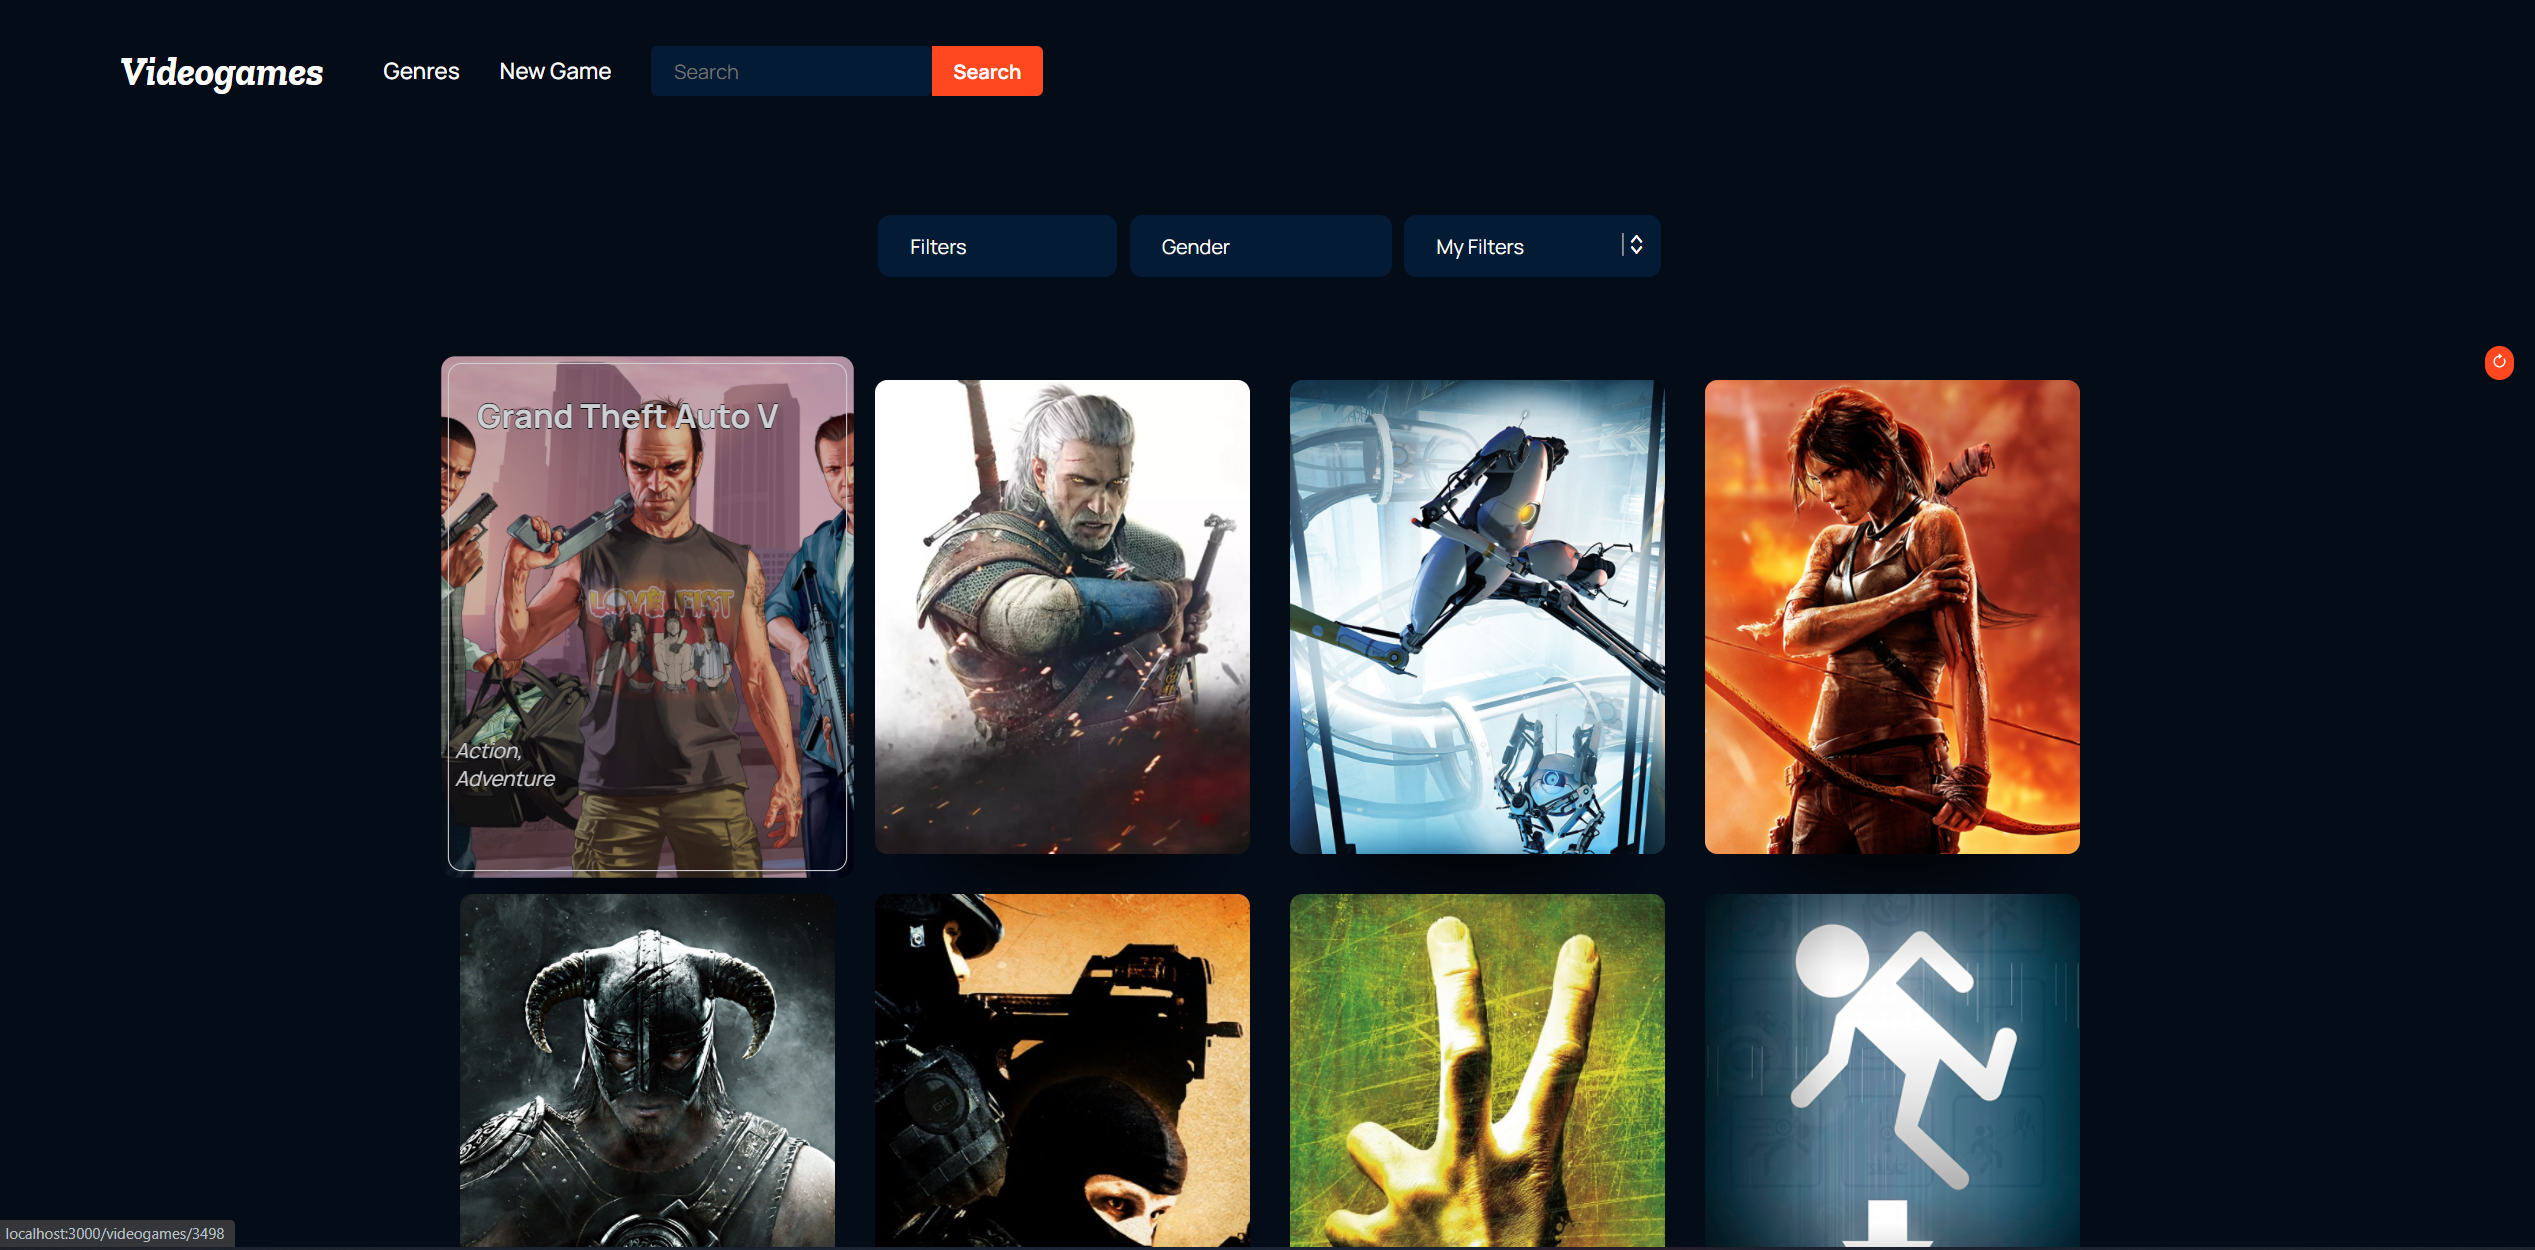 Videogames
Genres
New Game
Search
Search
Filters
Gender
My Filters
Grand Theft Auto V
LOVE FIST
Action,
Adventure
localhost:3000/videogames/3498